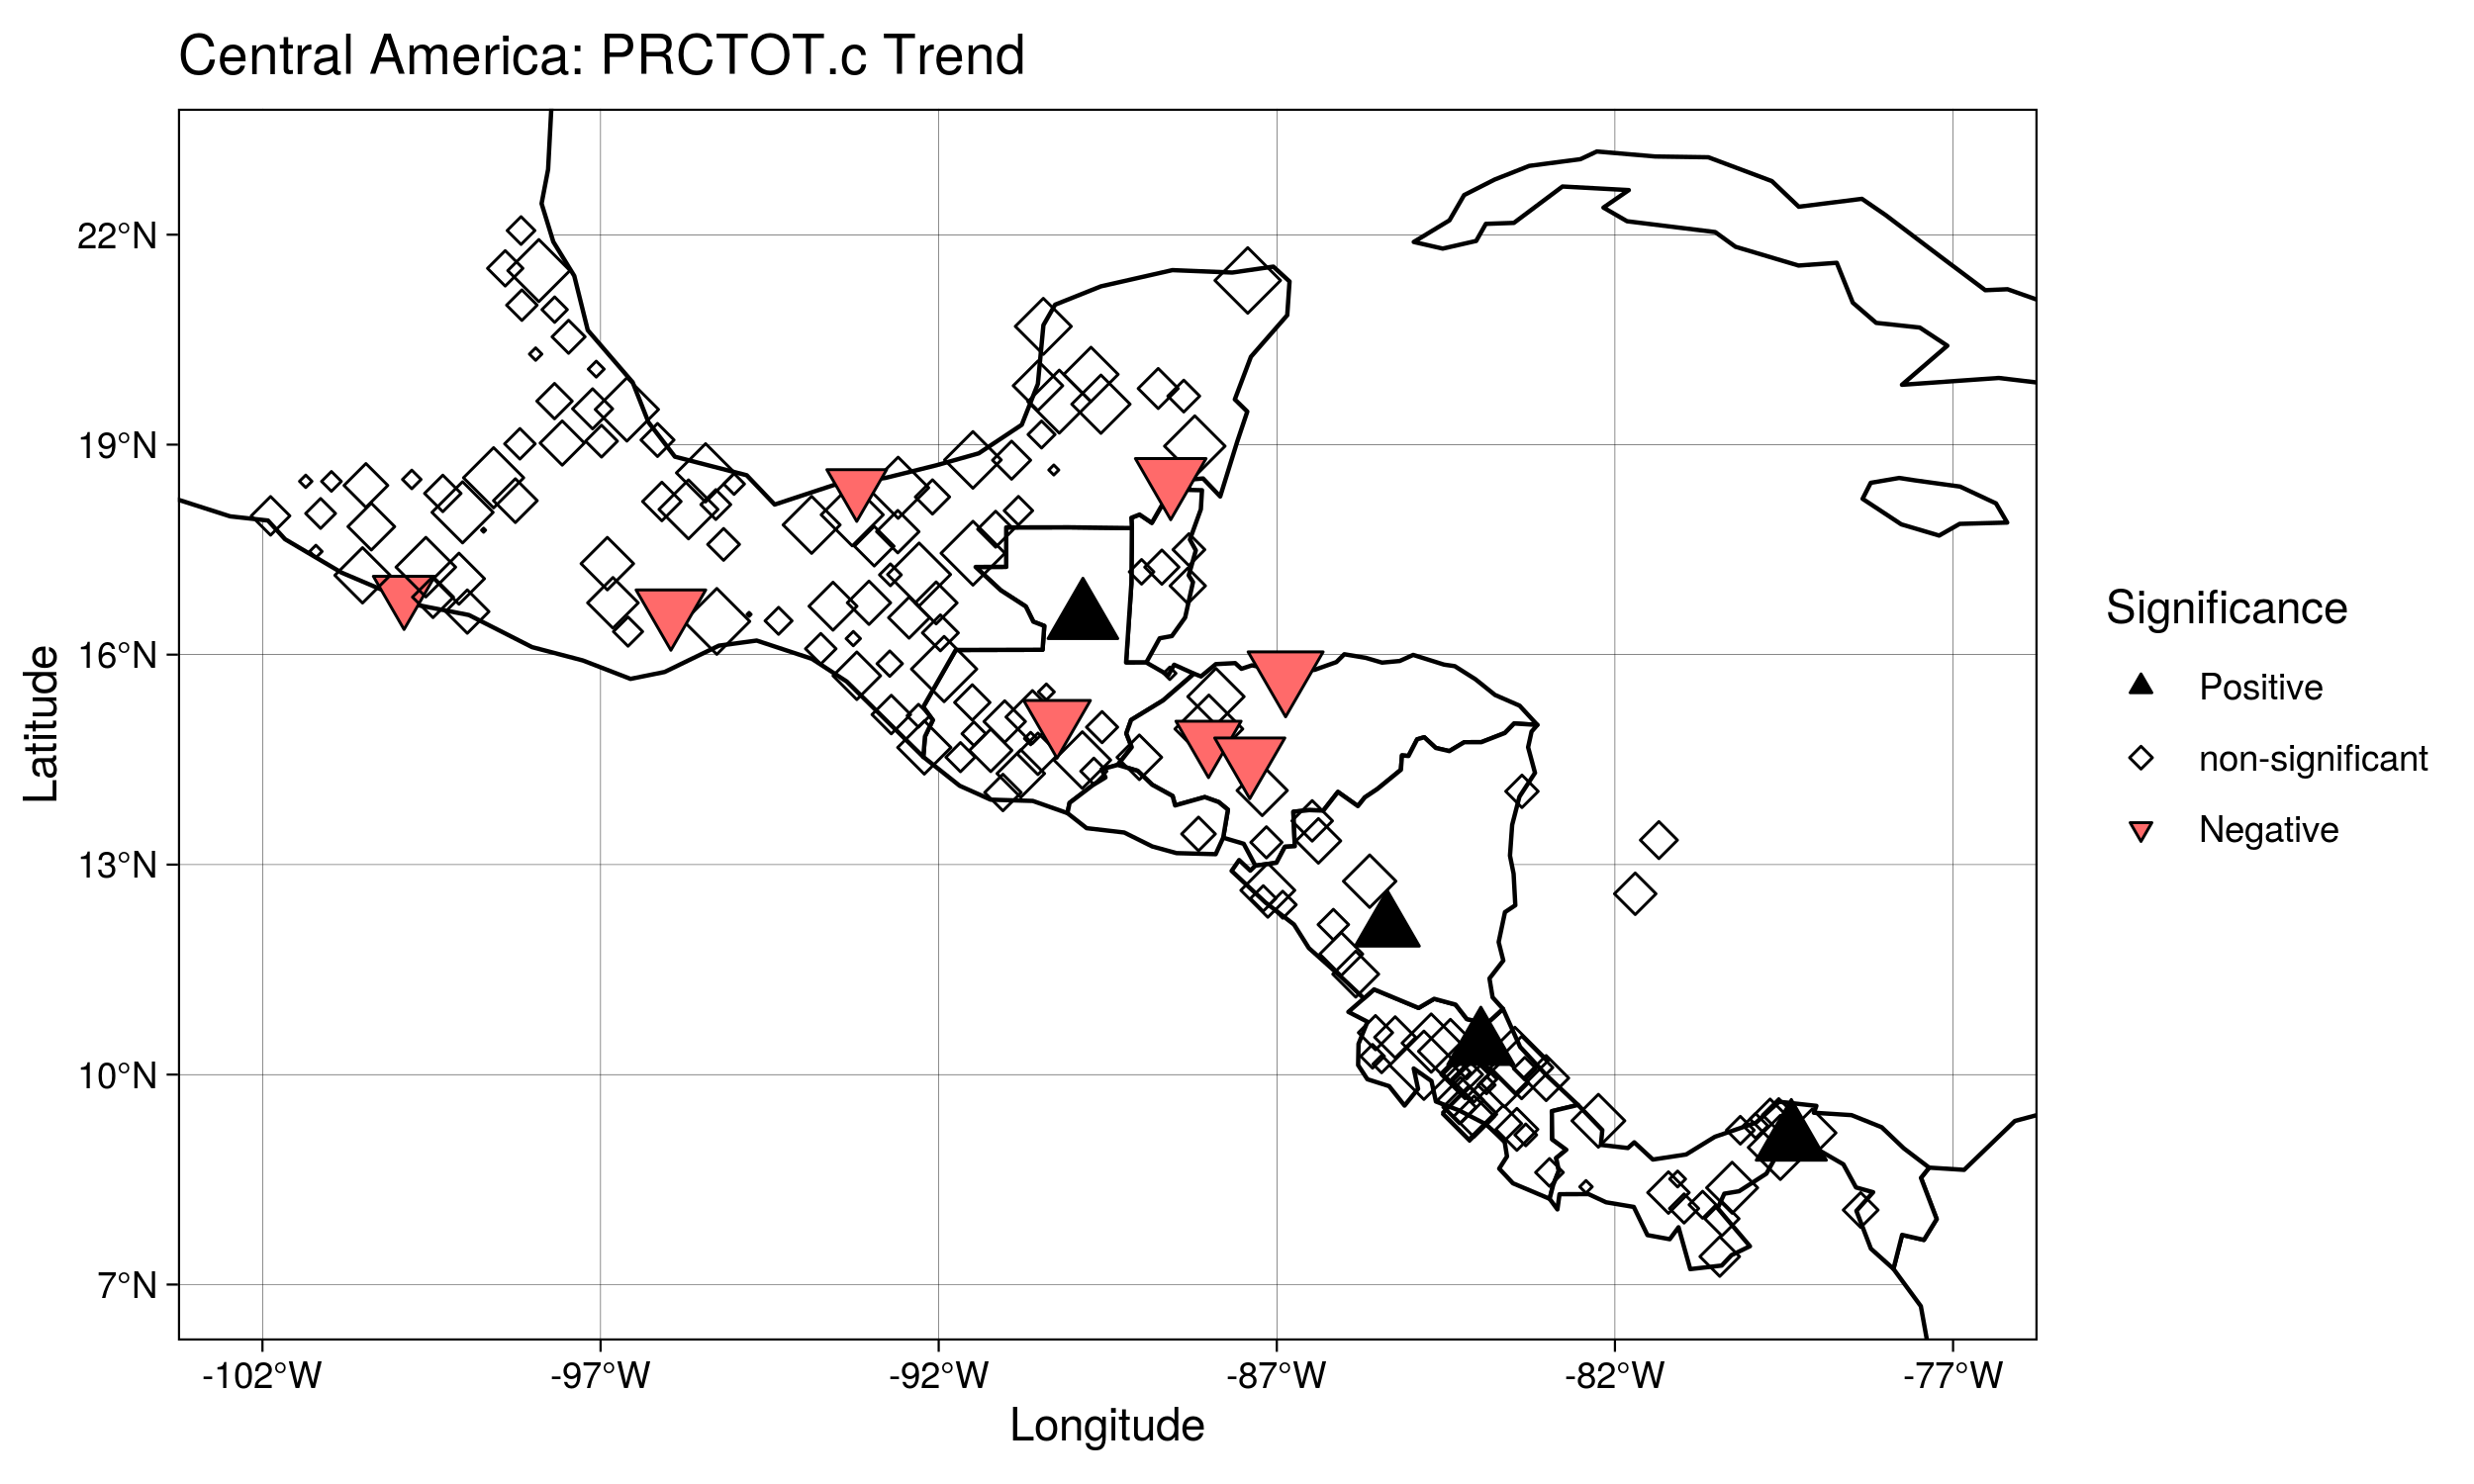 Central America: PRCTOT.c Trend
22°N
19°N
16°N
13°N
10°N
7°N
Latitude
-102°W
-97°W
-92°W
-87°W
-82°W
-77°W
Longitude
Significance
Positive
non-significant
Negative